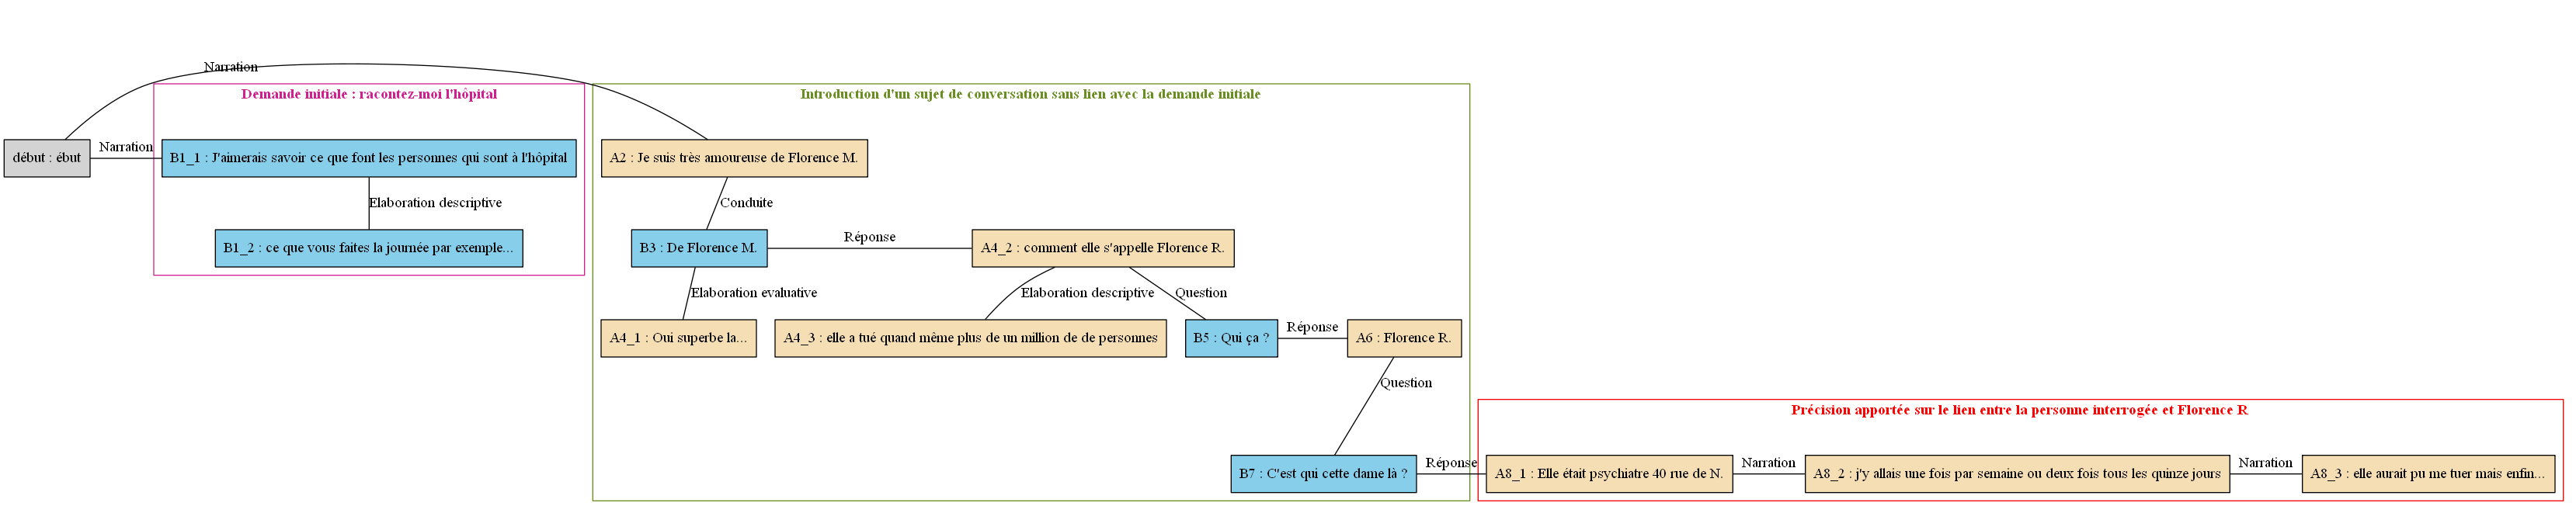 Narration
Demande initiale : racontez-moi l'hôpital
Introduction d'un sujet de conversation sans lien avec la demande initiale
début : ébut
Narration
B1_1 : J'aimerais savoir ce que font les personnes qui sont à l'hôpital
A2 : Je suis très amoureuse de Florence M.
Elaboration descriptive
Conduite
B1_2 : ce que vous faites la journée par exemple...
B3 : De Florence M.
Réponse
A4_2 : comment elle s'appelle Florence R.
Elaboration evaluative
Elaboration descriptive
Question
A4_1 : Oui superbe la...
A4_3 : elle a tué quand même plus de un million de de personnes
B5 : Qui ça ?
Réponse
A6 : Florence R.
Question
Précision apportée sur le lien entre la personne interrogée et Florence R
B7 : C'est qui cette dame là ?
Réponse
A8_1 : Elle était psychiatre 40 rue de N.
Narration
A8_2 : j'y allais une fois par semaine ou deux fois tous les quinze jours
Narration
A8_3 : elle aurait pu me tuer mais enfin...